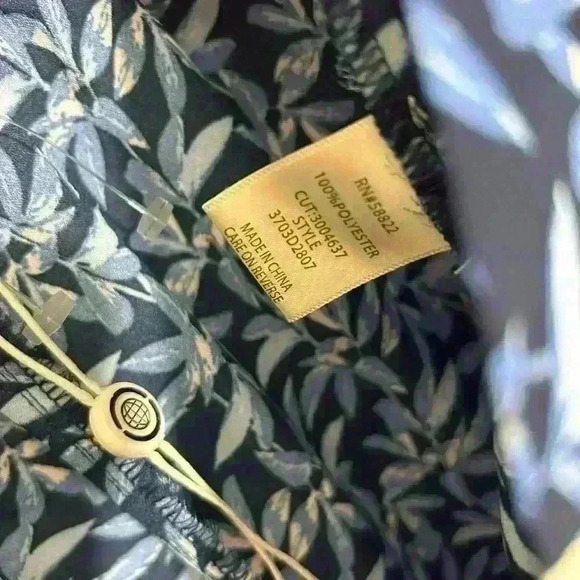 RN#58822
100%POLYESTER
CUT:3004637
STYLE
3703D2807
MADE IN CHINA
CARE ON REVERSE